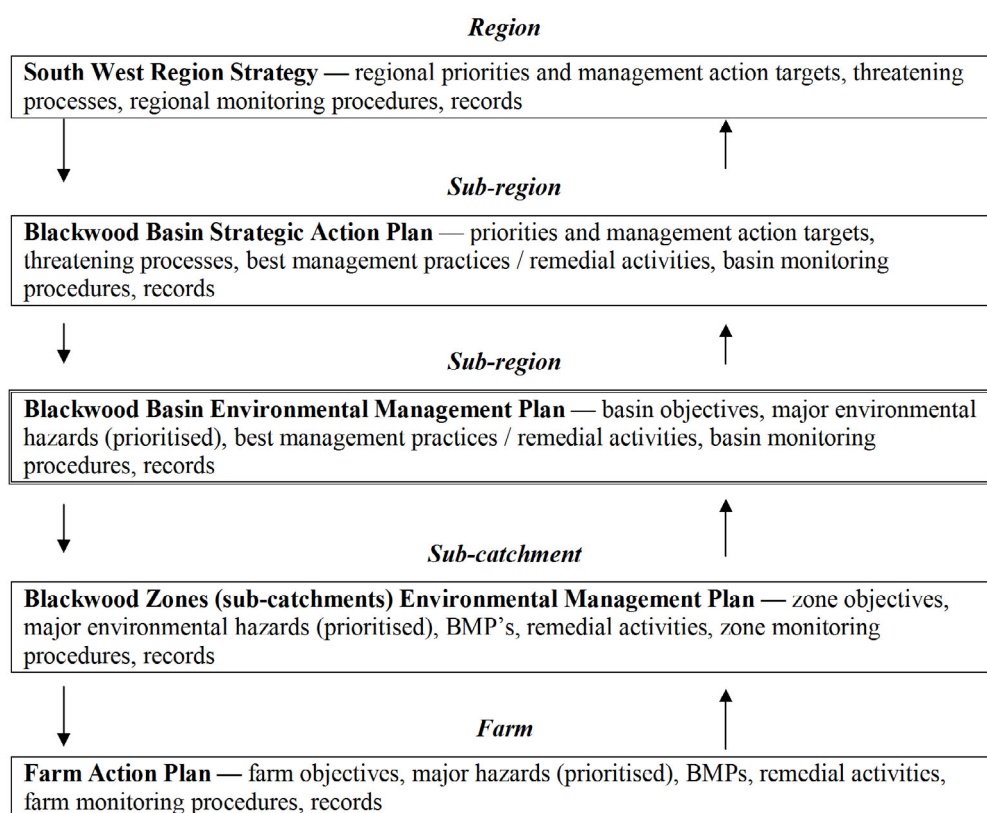 Region
South West Region Strategy — regional priorities and management action targets, threatening
processes, regional monitoring procedures, records
Sub-region
Blackwood Basin Strategic Action Plan — priorities and management action targets,
threatening processes, best management practices / remedial activities, basin monitoring
procedures, records
Sub-region
Blackwood Basin Environmental Management Plan — basin objectives, major environmental
hazards (prioritised), best management practices / remedial activities, basin monitoring
procedures, records
Sub-catchment
Blackwood Zones (sub-catchments) Environmental Management Plan — zone objectives,
major environmental hazards (prioritised), BMP’s, remedial activities, zone monitoring
procedures, records
Farm
Farm Action Plan — farm objectives, major hazards (prioritised), BMPs, remedial activities,
farm monitoring procedures, records